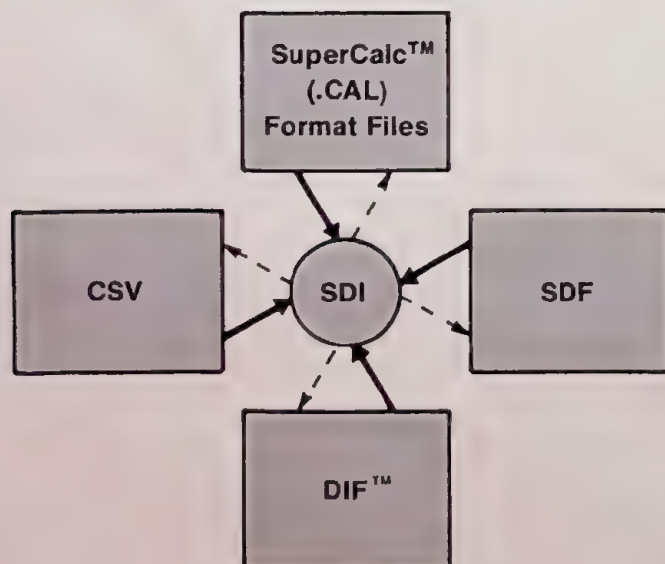 SuperCalc™
(.CAL)
Format Files
CSV
SDI
SDF
DIF™